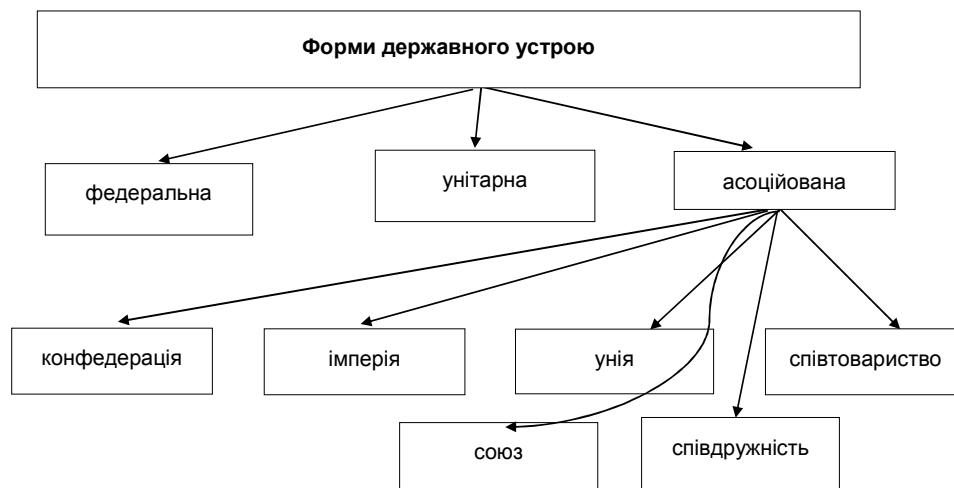 Форми державного устрою
федеральна
унітарна
асоційована
конфедерація
імперія
унія
співтовариство
союз
співдружність